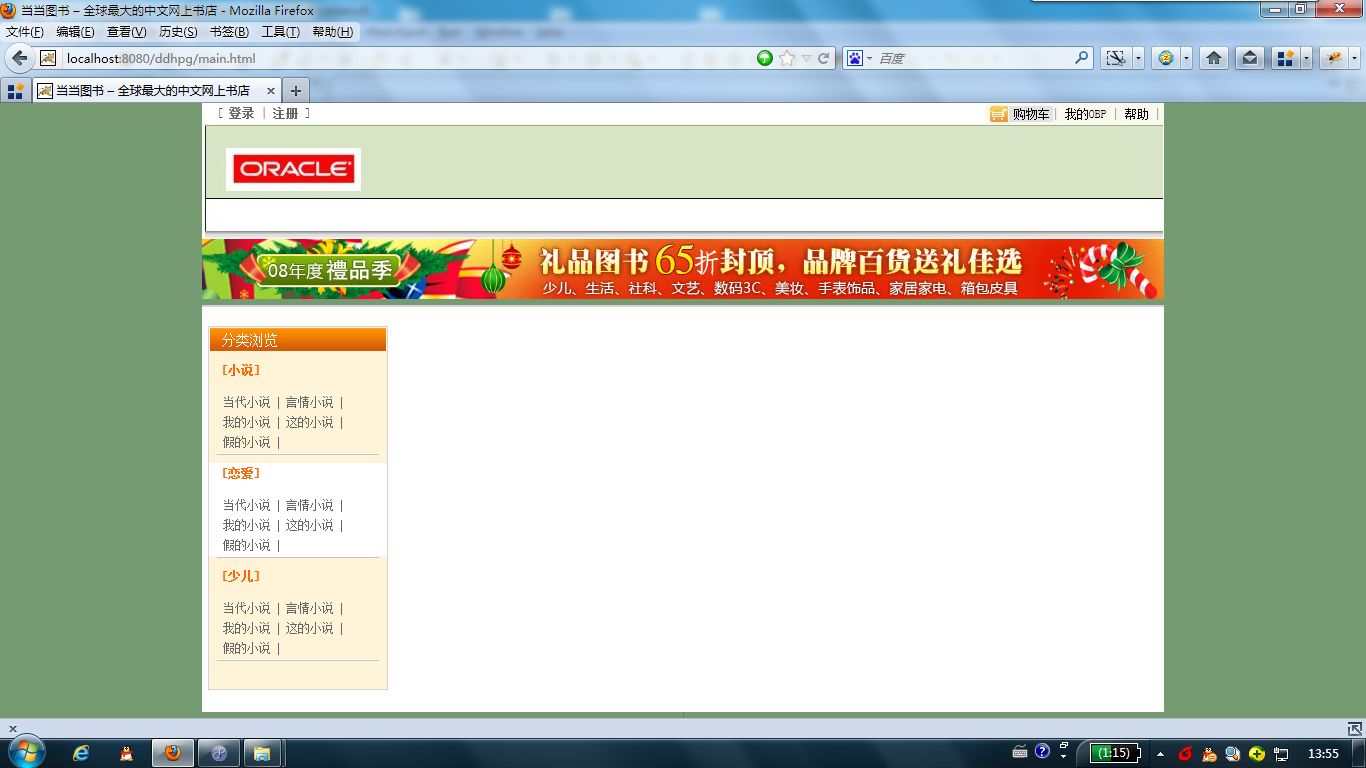 当当图书 – 全球最大的中文网上书店 - Mozilla Firefox
文件(F) 编辑(E) 查看(V) 历史(S) 书签(B) 工具(T) 帮助(H)
localhost:8080/ddhpg/main.html
百度
当当图书 – 全球最大的中文网上书店
[ 登录 | 注册 ]
购物车 | 我的OBP | 帮助 |
ORACLE
08年度禮品季
礼品图书 65折封顶，品牌百货送礼佳选
少儿、生活、社科、文艺、数码3C、美妆、手表饰品、家居家电、箱包皮具
分类浏览
[小说]
当代小说 | 言情小说 |
我的小说 | 这的小说 |
假的小说 |
[恋爱]
当代小说 | 言情小说 |
我的小说 | 这的小说 |
假的小说 |
[少儿]
当代小说 | 言情小说 |
我的小说 | 这的小说 |
假的小说 |
(1:15)
13:55